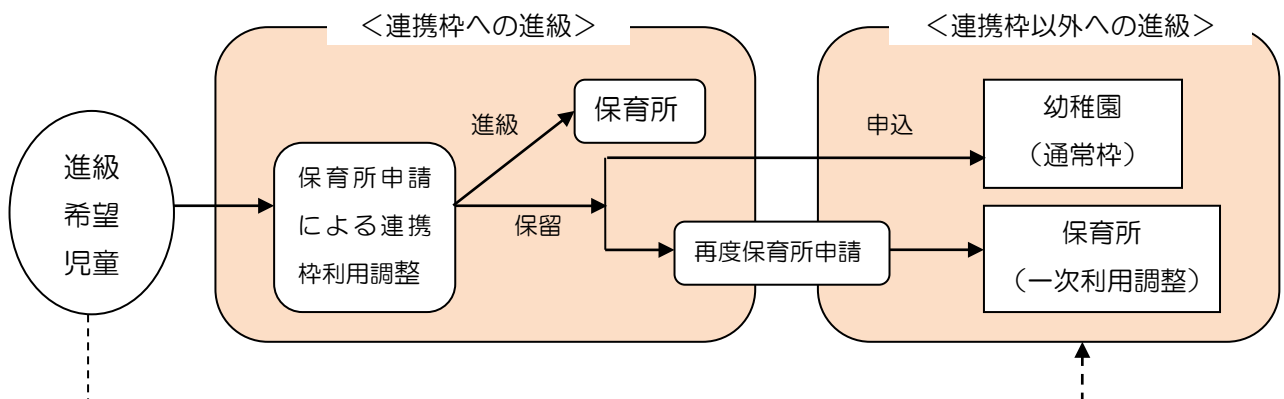 ＜連携枠への進級＞
＜連携枠以外への進級＞
進級
希望
児童
保育所申請
による連携
枠利用調整
進級
保育所
保留
再度保育所申請
申込
幼稚園
（通常枠）
保育所
（一次利用調整）